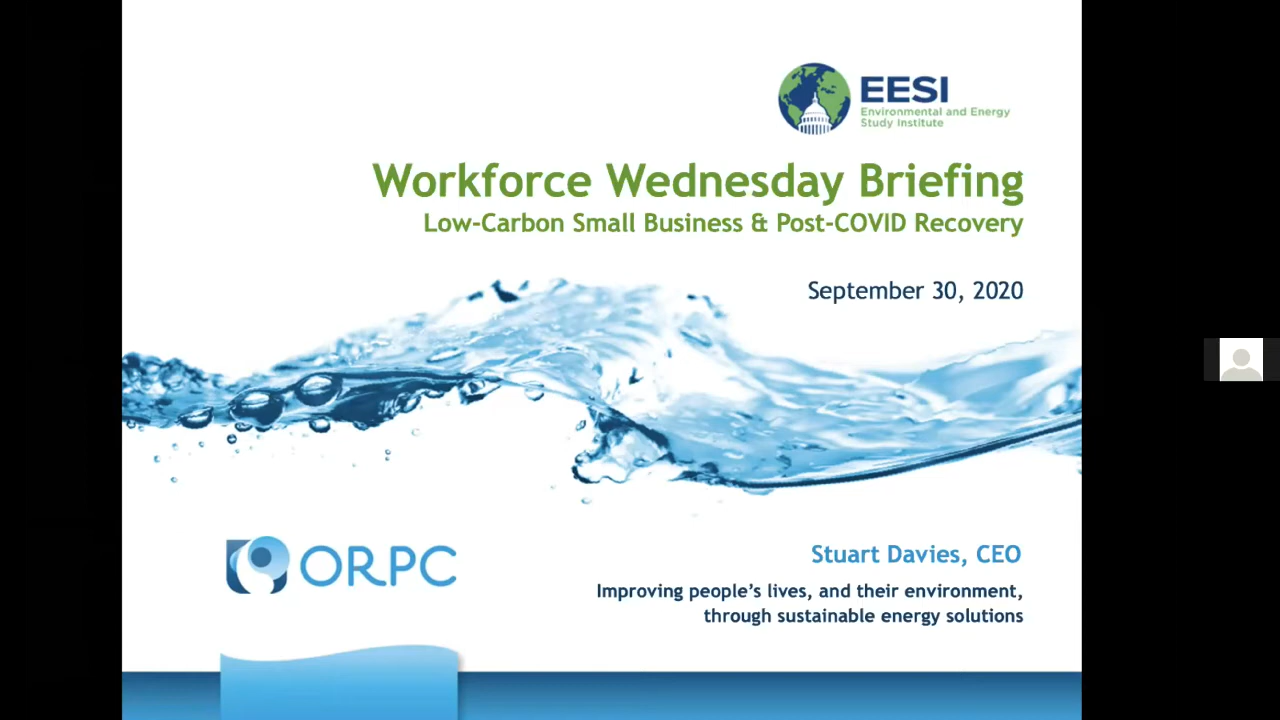 EESI
Environmental and Energy
Study Institute
Workforce Wednesday Briefing
Low-Carbon Small Business & Post-COVID Recovery
September 30, 2020
ORPC
Stuart Davies, CEO
Improving people’s lives, and their environment,
through sustainable energy solutions